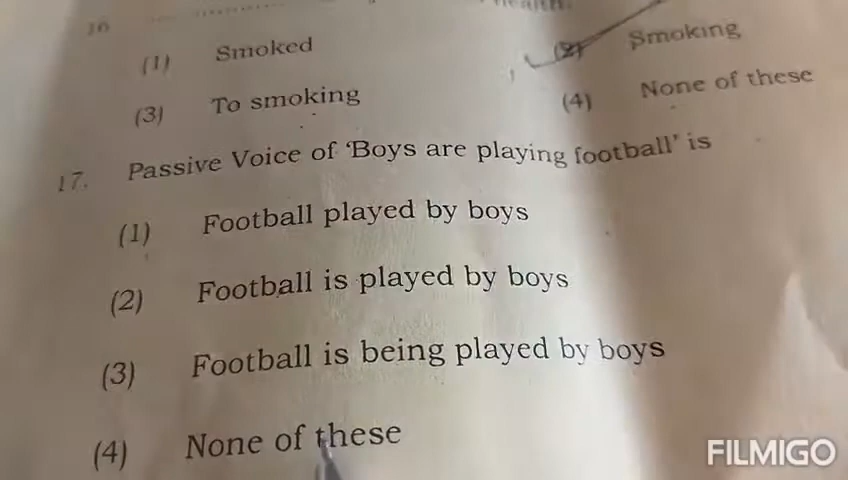 16 ..............
health.
(1) Smoked (2) Smoking
(3) To smoking (4) None of these
17. Passive Voice of ‘Boys are playing football’ is
(1) Football played by boys
(2) Football is played by boys
(3) Football is being played by boys
(4) None of these
FILMIGO